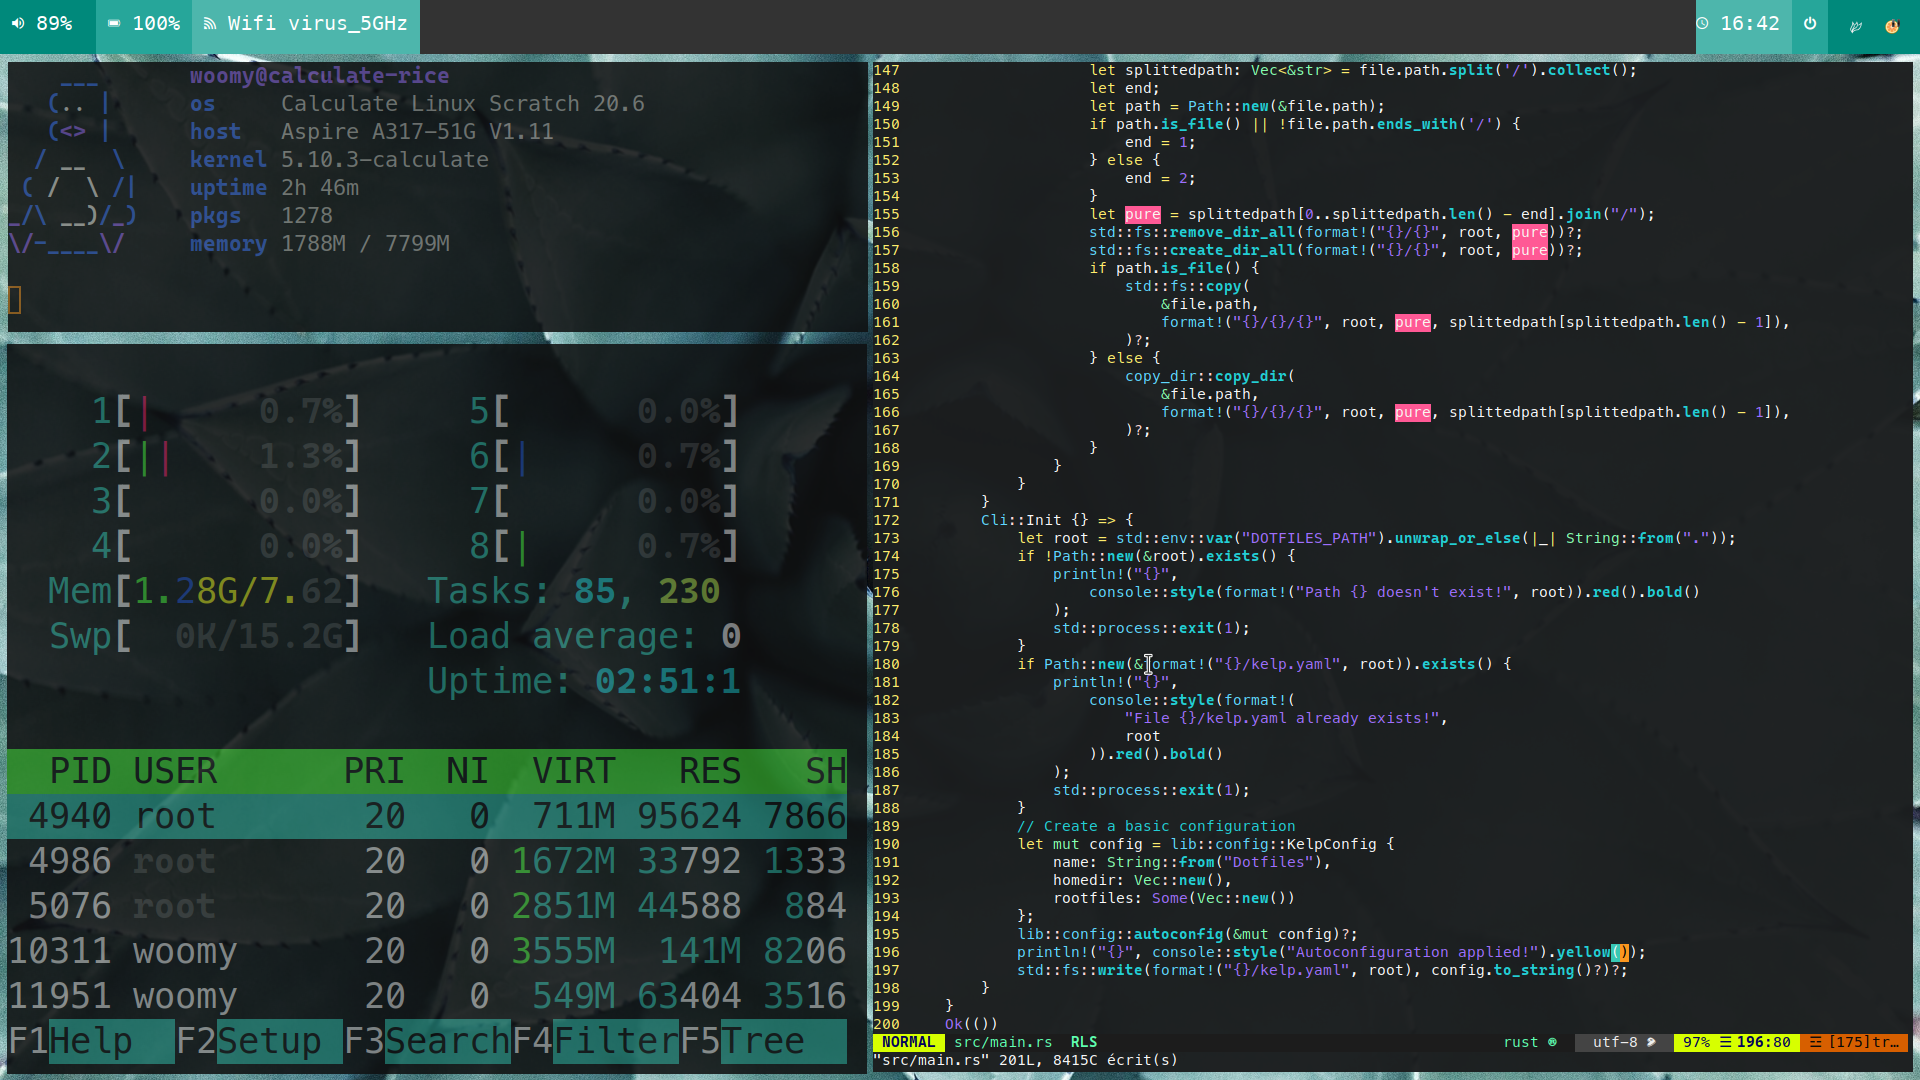 89% 100% Wifi virus_5GHz 16:42
woomy@calculate-rice
os Calculate Linux Scratch 20.6
host Aspire A317-51G V1.11
kernel 5.10.3-calculate
uptime 2h 46m
pkgs 1278
memory 1788M / 7799M
1[| 0.7%] 5[ 0.0%]
2[|| 1.3%] 6[| 0.7%]
3[ 0.0%] 7[ 0.0%]
4[ 0.0%] 8[| 0.7%]
Mem[1.28G/7.62] Tasks: 85, 230
Swp[ 0K/15.2G] Load average: 0
Uptime: 02:51:1
PID USER PRI NI VIRT RES SH
4940 root 20 0 711M 95624 7866
4986 root 20 0 1672M 33792 1333
5076 root 20 0 2851M 44588 884
10311 woomy 20 0 3555M 141M 8206
11951 woomy 20 0 549M 63404 3516
F1Help F2Setup F3SearchF4FilterF5Tree
147 let splittedpath: Vec<&str> = file.path.split('/').collect();
148 let end;
149 let path = Path::new(&file.path);
150 if path.is_file() || !file.path.ends_with('/') {
151 end = 1;
152 } else {
153 end = 2;
154 }
155 let pure = splittedpath[0..splittedpath.len() - end].join("/");
156 std::fs::remove_dir_all(format!("{}/{}", root, pure))?;
157 std::fs::create_dir_all(format!("{}/{}", root, pure))?;
158 if path.is_file() {
159 std::fs::copy(
160 &file.path,
161 format!("{}/{}/{}", root, pure, splittedpath[splittedpath.len() - 1]),
162 )?;
163 } else {
164 copy_dir::copy_dir(
165 &file.path,
166 format!("{}/{}/{}", root, pure, splittedpath[splittedpath.len() - 1]),
167 )?;
168 }
169 }
170 }
171 }
172 Cli::Init {} => {
173 let root = std::env::var("DOTFILES_PATH").unwrap_or_else(|_| String::from("."));
174 if !Path::new(&root).exists() {
175 println!("{}",
176 console::style(format!("Path {} doesn't exist!", root)).red().bold()
177 );
178 std::process::exit(1);
179 }
180 if Path::new(&format!("{}/kelp.yaml", root)).exists() {
181 println!("{}",
182 console::style(format!(
183 "File {}/kelp.yaml already exists!",
184 root
185 )).red().bold()
186 );
187 std::process::exit(1);
188 }
189 // Create a basic configuration
190 let mut config = lib::config::KelpConfig {
191 name: String::from("Dotfiles"),
192 homedir: Vec::new(),
193 rootfiles: Some(Vec::new())
194 };
195 lib::config::autoconfig(&mut config)?;
196 println!("{}", console::style("Autoconfiguration applied!").yellow());
197 std::fs::write(format!("{}/kelp.yaml", root), config.to_string()?)?;
198 }
199 }
200 Ok(())
NORMAL src/main.rs RLS rust utf-8 97% ☰ 196:80 ☲ [175]tr…
"src/main.rs" 201L, 8415C écrit(s)